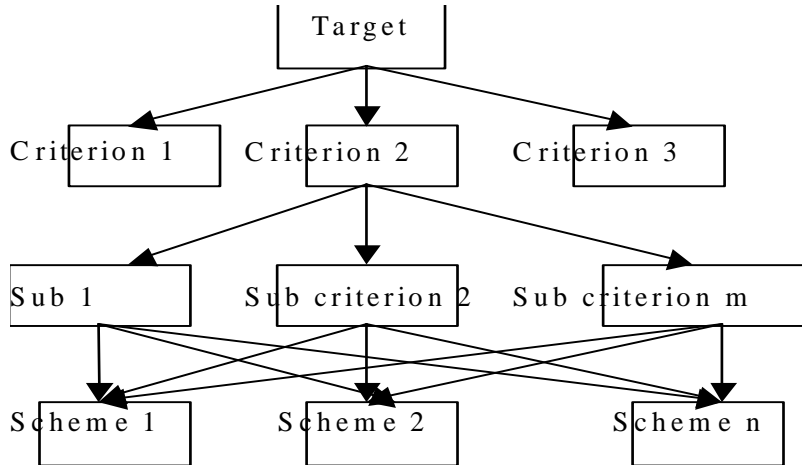 Target
Criterion 1
Criterion 2
Criterion 3
Sub 1
Sub criterion 2
Sub criterion m
Scheme 1
Scheme 2
Scheme n